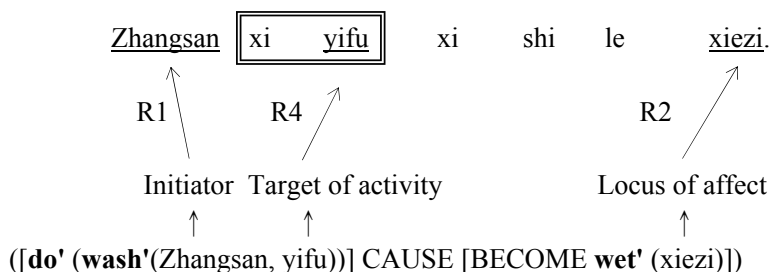 Zhangsan xi yifu xi shi le xiezi.
R1 R4 R2
Initiator Target of activity Locus of affect
([do' (wash'(Zhangsan, yifu))] CAUSE [BECOME wet' (xiezi)])